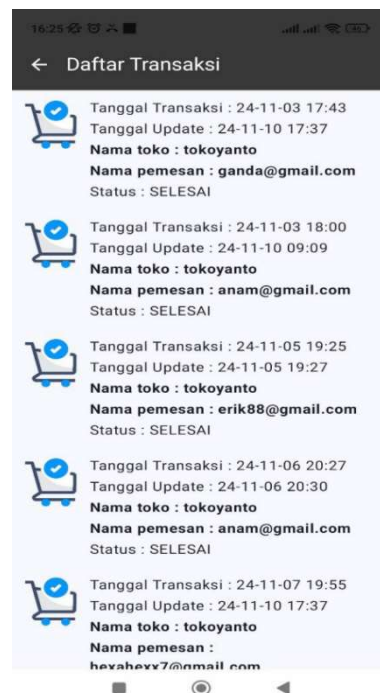 16:25
Daftar Transaksi
Tanggal Transaksi : 24-11-03 17:43
Tanggal Update : 24-11-10 17:37
Nama toko : tokoyanto
Nama pemesan : ganda@gmail.com
Status : SELESAI
Tanggal Transaksi : 24-11-03 18:00
Tanggal Update : 24-11-10 09:09
Nama toko : tokoyanto
Nama pemesan : anam@gmail.com
Status : SELESAI
Tanggal Transaksi : 24-11-05 19:25
Tanggal Update : 24-11-05 19:27
Nama toko : tokoyanto
Nama pemesan : erik88@gmail.com
Status : SELESAI
Tanggal Transaksi : 24-11-06 20:27
Tanggal Update : 24-11-06 20:30
Nama toko : tokoyanto
Nama pemesan : anam@gmail.com
Status : SELESAI
Tanggal Transaksi : 24-11-07 19:55
Tanggal Update : 24-11-10 17:37
Nama toko : tokoyanto
Nama pemesan :
hexahexx7@gmail.com